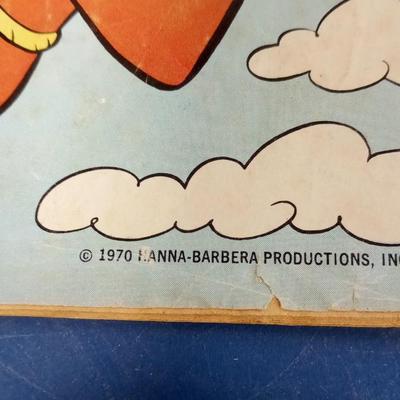 © 1970 HANNA-BARBERA PRODUCTIONS, INC